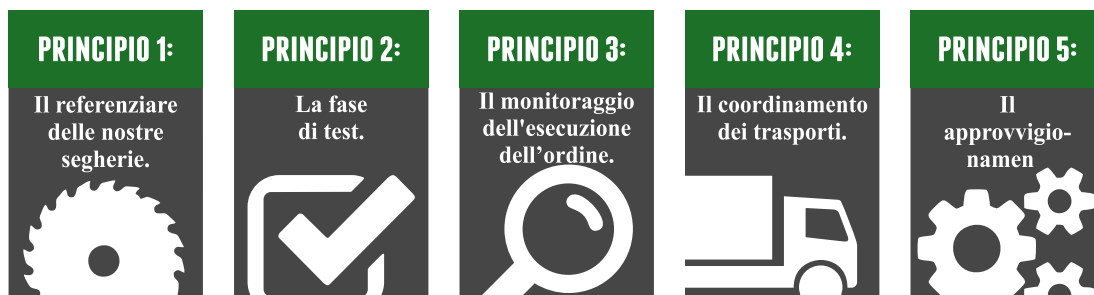 PRINCIPIO 1:
Il referenziare
delle nostre
segherie.
PRINCIPIO 2:
La fase
di test.
PRINCIPIO 3:
Il monitoraggio
dell'esecuzione
dell’ordine.
PRINCIPIO 4:
Il coordinamento
dei trasporti.
PRINCIPIO 5:
Il
approvvigio-
namen